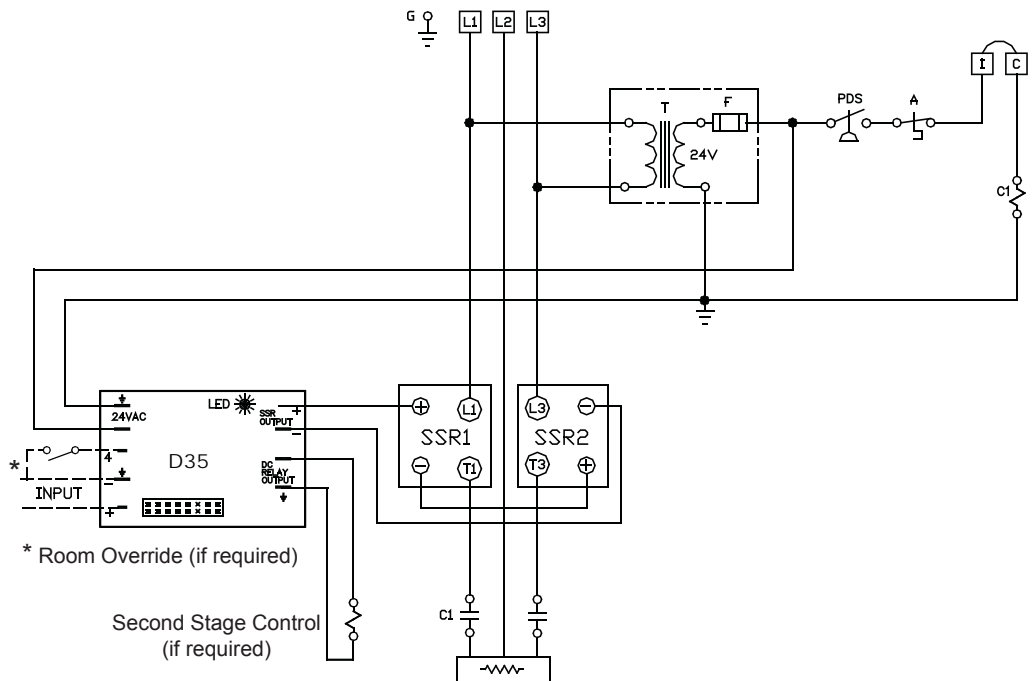 G
L1 L2 L3
I C
T F
24V
PDS
A
C1
LED
24VAC
SSR
OUTPUT
+
-
4
D35
DC
RELAY
OUTPUT
*
-
INPUT
+
+ L1
SSR1
- T1
L3 -
SSR2
T3 +
* Room Override (if required)
Second Stage Control
(if required)
C1